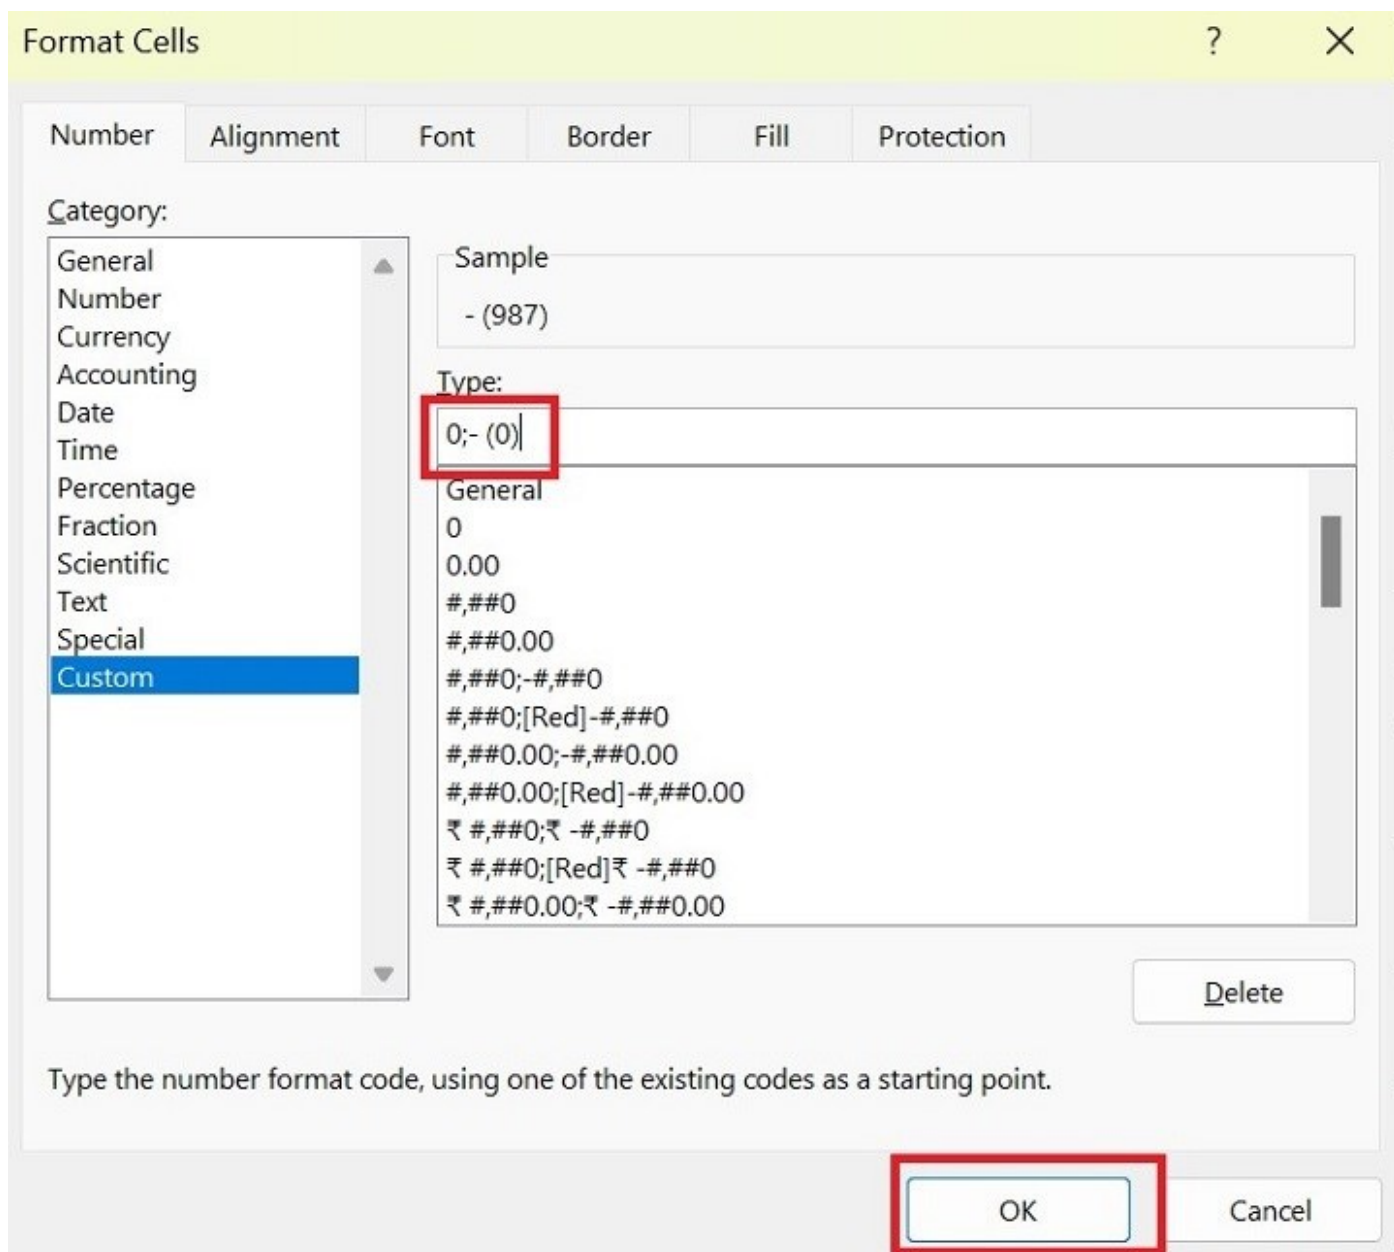 Format Cells ? ×
Number Alignment Font Border Fill Protection
Category:
General
Number
Currency
Accounting
Date
Time
Percentage
Fraction
Scientific
Text
Special
Custom
Sample
- (987)
Type:
0;- (0)
General
0
0.00
#,##0
#,##0.00
#,##0;-#,##0
#,##0;[Red]-#,##0
#,##0.00;-#,##0.00
#,##0.00;[Red]-#,##0.00
₹ #,##0;₹ -#,##0
₹ #,##0;[Red]₹ -#,##0
₹ #,##0.00;₹ -#,##0.00
Delete
Type the number format code, using one of the existing codes as a starting point.
OK Cancel